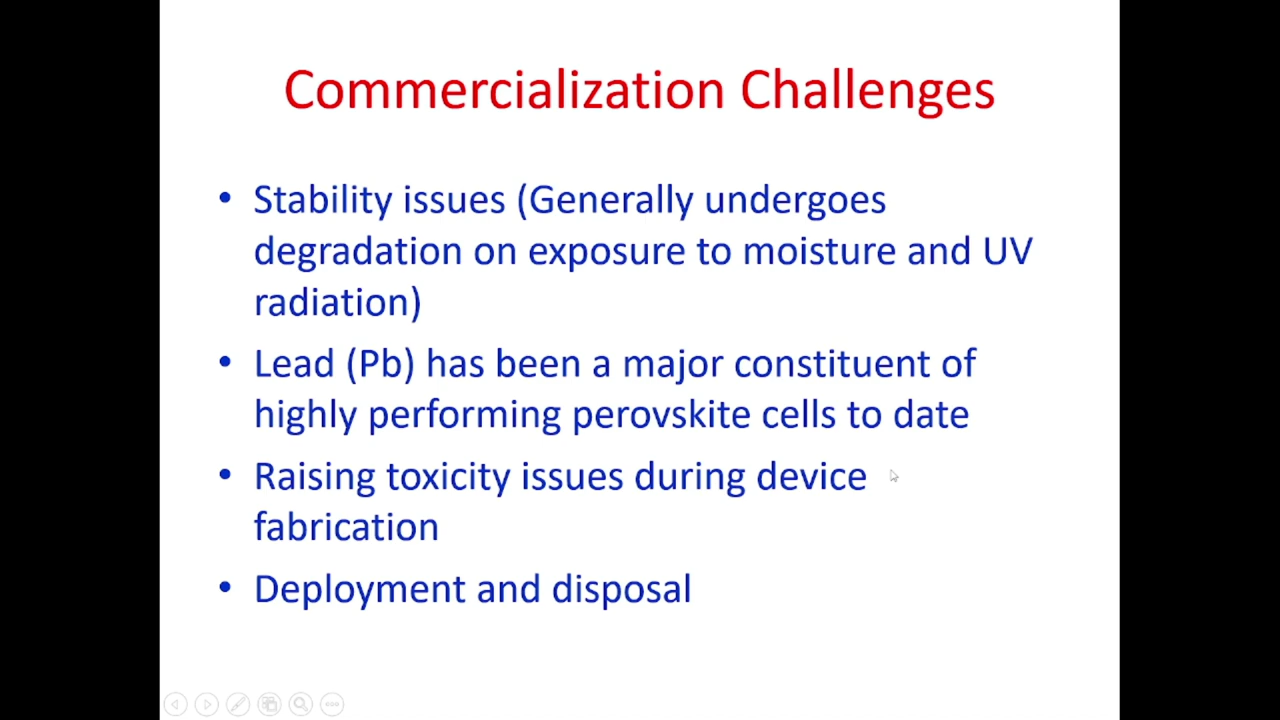 Commercialization Challenges
• Stability issues (Generally undergoes
degradation on exposure to moisture and UV
radiation)
• Lead (Pb) has been a major constituent of
highly performing perovskite cells to date
• Raising toxicity issues during device
fabrication
• Deployment and disposal